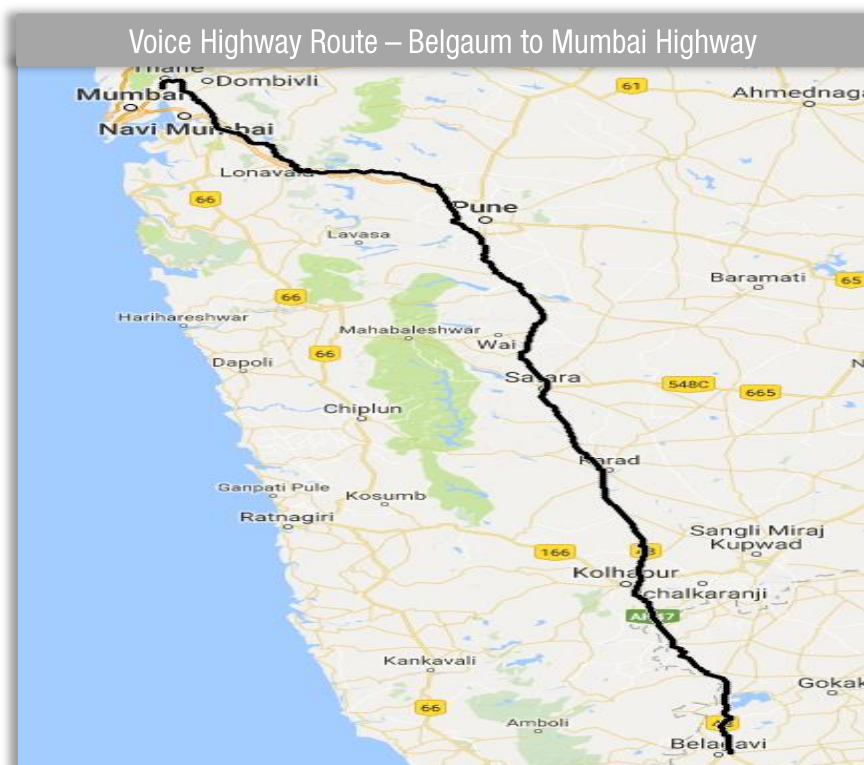 Voice Highway Route – Belgaum to Mumbai Highway
Thane
Dombivli
61
Ahmednaga
Mumbai
Navi Mumbai
Lonavala
66
Pune
Lavasa
Baramati
65
66
Harihareshwar
Mahabaleshwar
Wai
66
Dapoli
N
Satara
548C
665
Chiplun
Karad
Ganpati Pule
Kosumb
Ratnagiri
Sangli Miraj
Kupwad
166
48
Kolhapur
chalkaranji
AH47
Kankavali
Gokak
66
Amboli
48
Belagavi